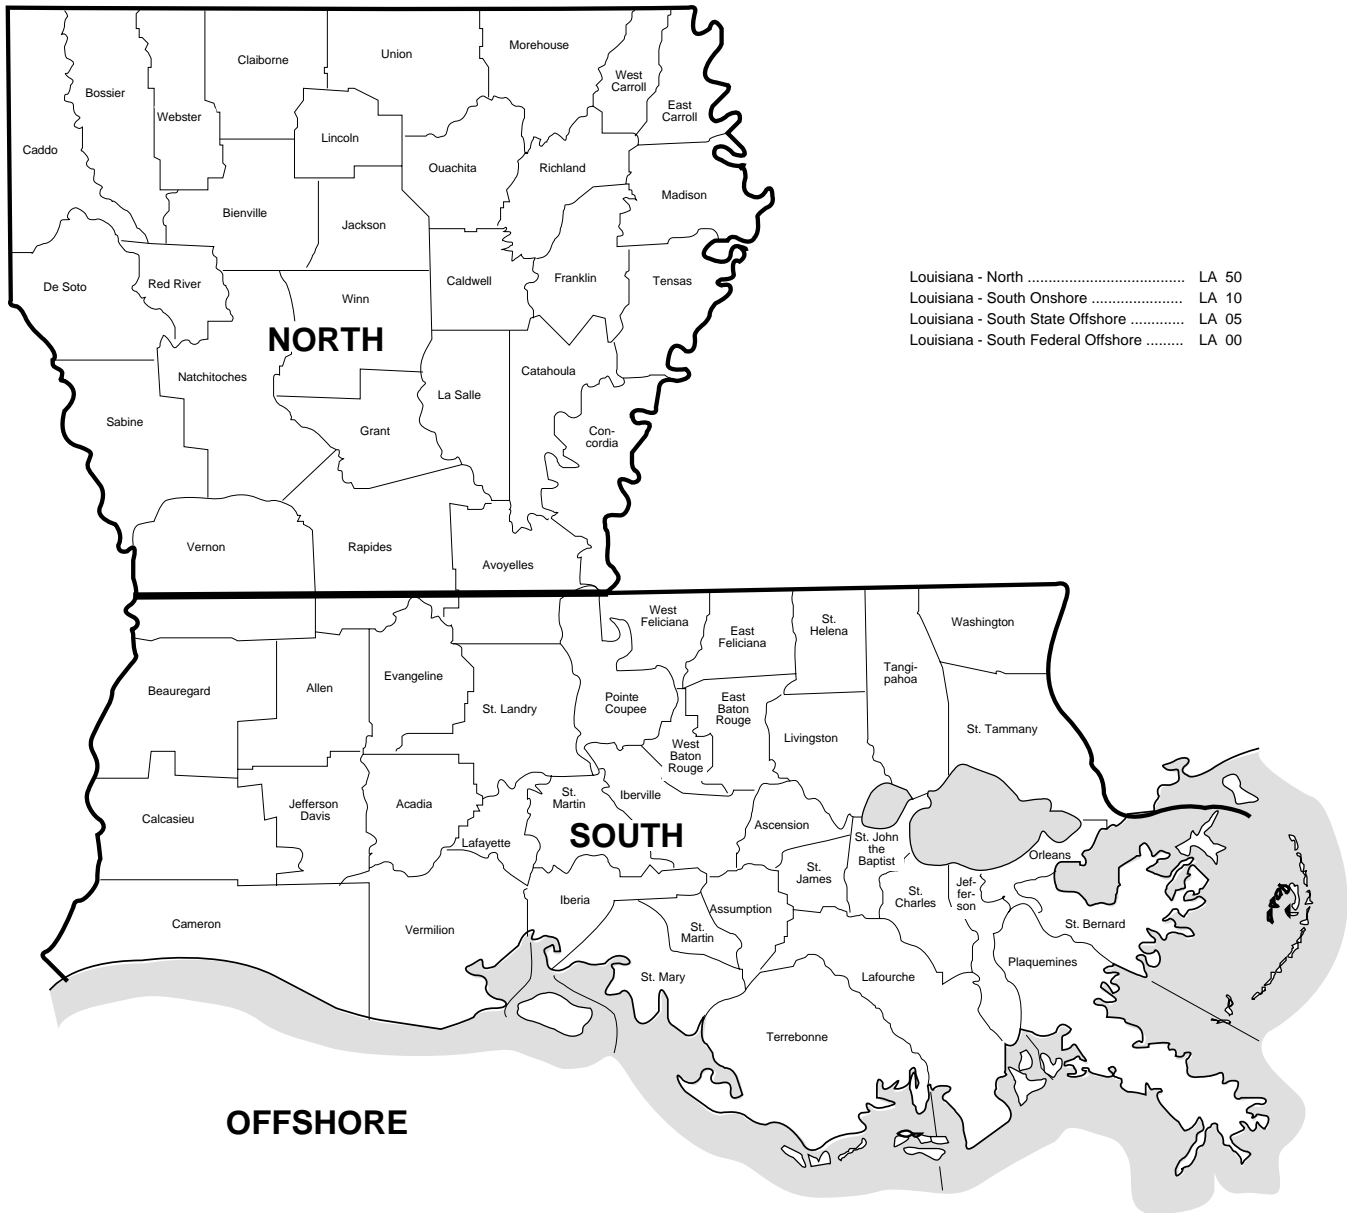 Claiborne
Union
Morehouse
West
Carroll
Bossier
Webster
East
Carroll
Caddo
Lincoln
Ouachita
Richland
Madison
Bienville
Jackson
De Soto
Red River
Winn
Caldwell
Franklin
Tensas
NORTH
Natchitoches
La Salle
Catahoula
Sabine
Grant
Con-
cordia
Vernon
Rapides
Avoyelles
Louisiana - North ..................................... LA 50
Louisiana - South Onshore ...................... LA 10
Louisiana - South State Offshore ............. LA 05
Louisiana - South Federal Offshore ......... LA 00
West
Feliciana
East
Feliciana
St.
Helena
Washington
Tangi-
pahoa
Beauregard
Allen
Evangeline
St. Landry
Pointe
Coupee
East
Baton
Rouge
West
Baton
Rouge
Livingston
St. Tammany
Calcasieu
Jefferson
Davis
Acadia
Lafayette
St.
Martin
Iberville
SOUTH
Ascension
St. John
the
Baptist
Orleans
St.
James
St.
Charles
Jef-
fer-
son
Cameron
Vermilion
Iberia
Assumption
St.
Martin
St. Bernard
St. Mary
Lafourche
Plaquemines
Terrebonne
OFFSHORE